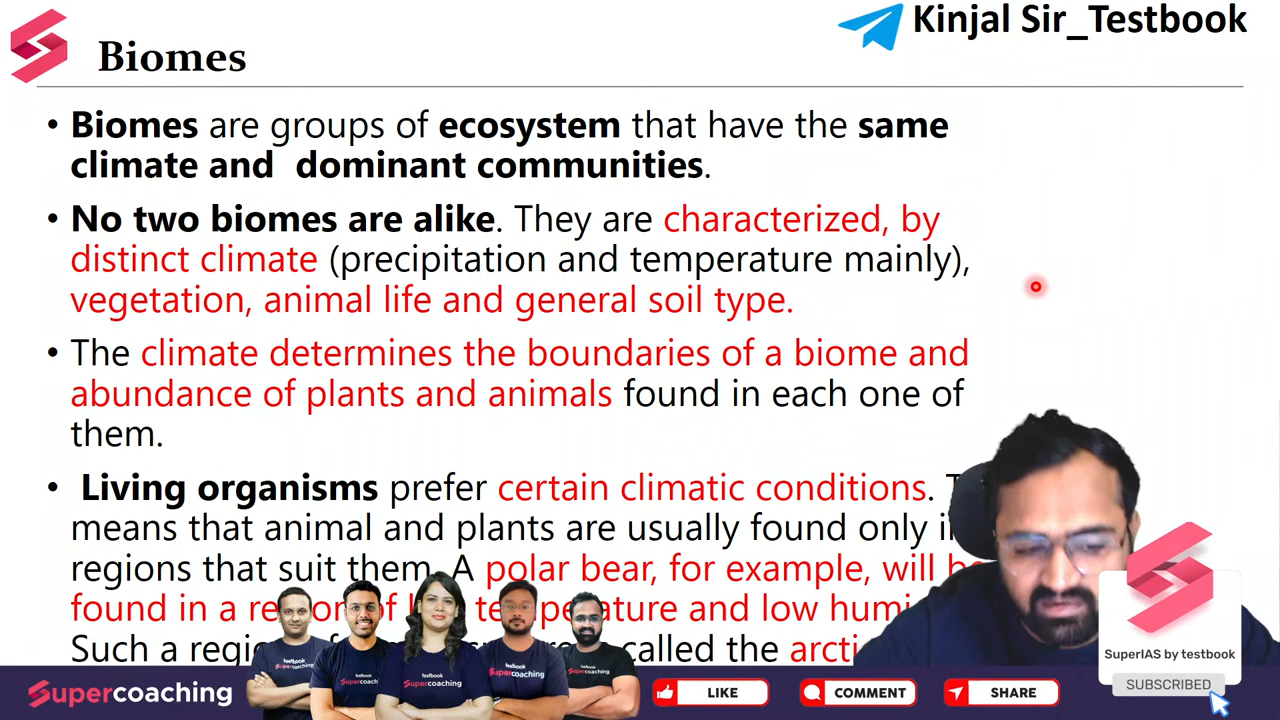 Kinjal Sir_Testbook
Biomes
• Biomes are groups of ecosystem that have the same
climate and dominant communities.
• No two biomes are alike. They are characterized, by
distinct climate (precipitation and temperature mainly),
vegetation, animal life and general soil type.
• The climate determines the boundaries of a biome and
abundance of plants and animals found in each one of
them.
• Living organisms prefer certain climatic conditions.
means that animal and plants are usually found only
regions that suit them. A polar bear, for example, will
found in a of temperature and low
Such a called the
SuperIAS by testbook
SUBSCRIBED
Supercoaching
LIKE
COMMENT
SHARE